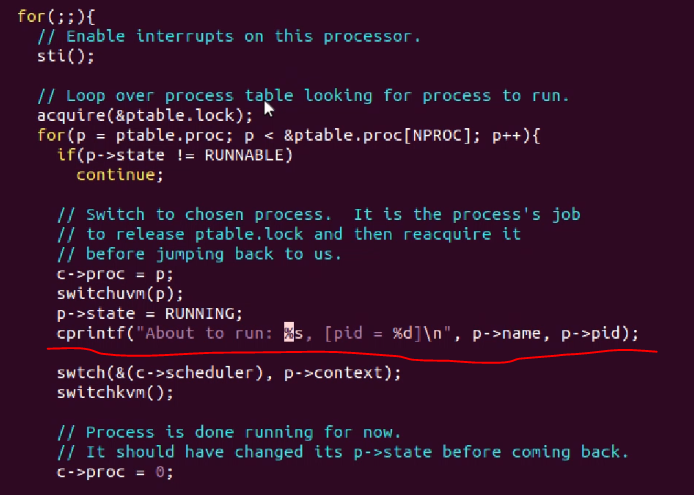 for(;;){
// Enable interrupts on this processor.
sti();
// Loop over process table looking for process to run.
acquire(&ptable.lock);
for(p = ptable.proc; p < &ptable.proc[NPROC]; p++){
if(p->state != RUNNABLE)
continue;
// Switch to chosen process.  It is the process's job
// to release ptable.lock and then reacquire it
// before jumping back to us.
c->proc = p;
switchuvm(p);
p->state = RUNNING;
cprintf("About to run: %s, [pid = %d]\n", p->name, p->pid);
swtch(&(c->scheduler), p->context);
switchkvm();
// Process is done running for now.
// It should have changed its p->state before coming back.
c->proc = 0;